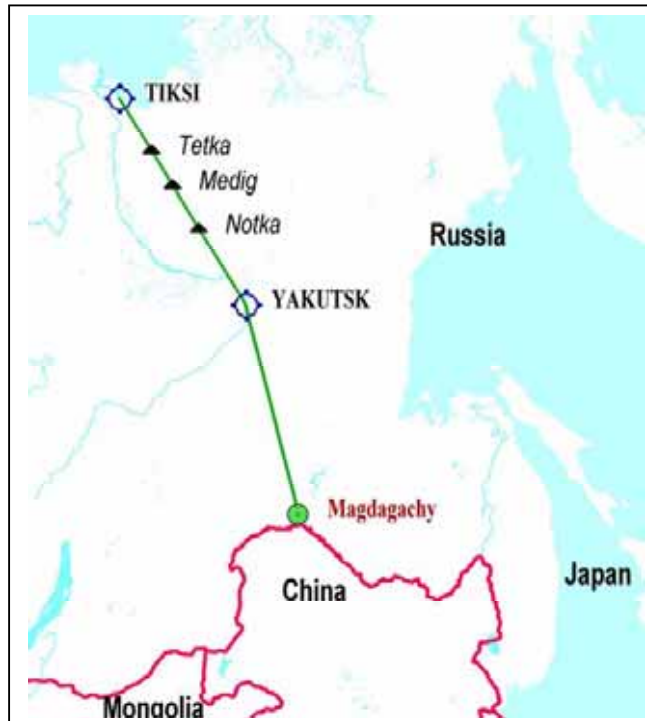 TIKSI
Tetka
Medig
Notka
Russia
YAKUTSK
Magdagachy
China
Japan
Mongolia